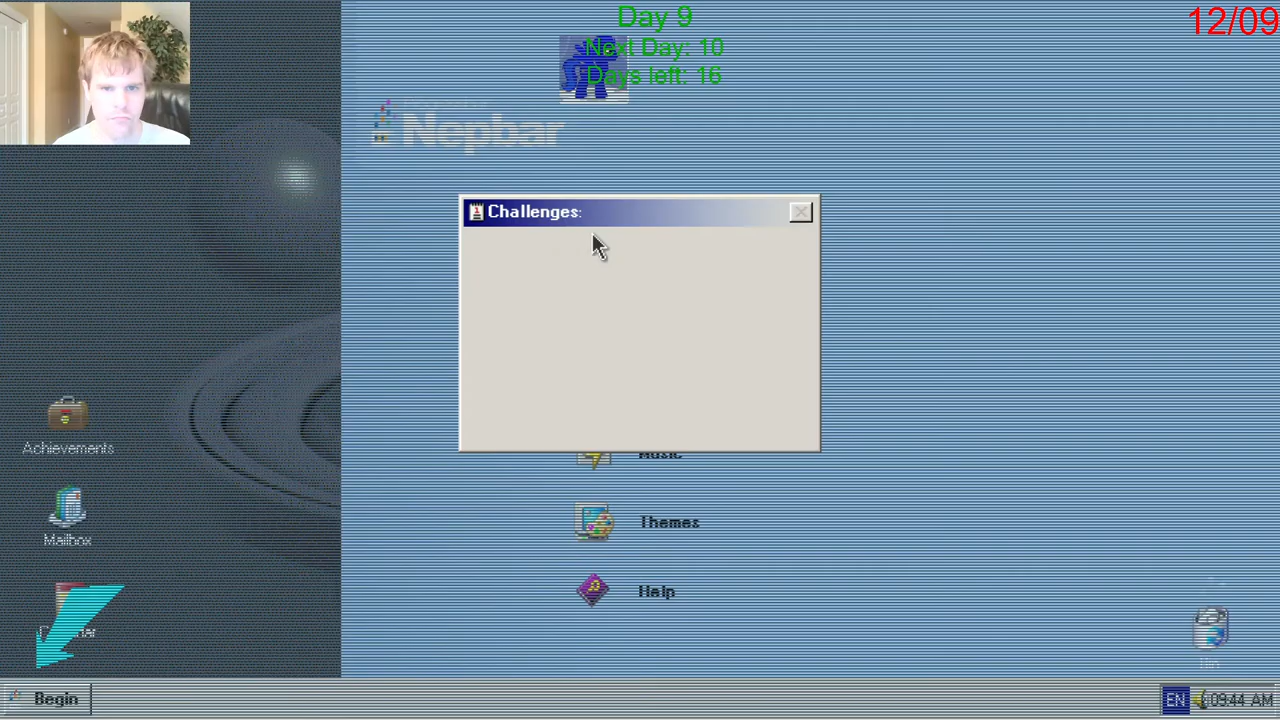 Day 9
12/09
Next Day: 10
Days left: 16
Nepbar
Challenges:
Achievements
Music
Mailbox
Themes
Help
Bin
Begin
EN
09:44 AM